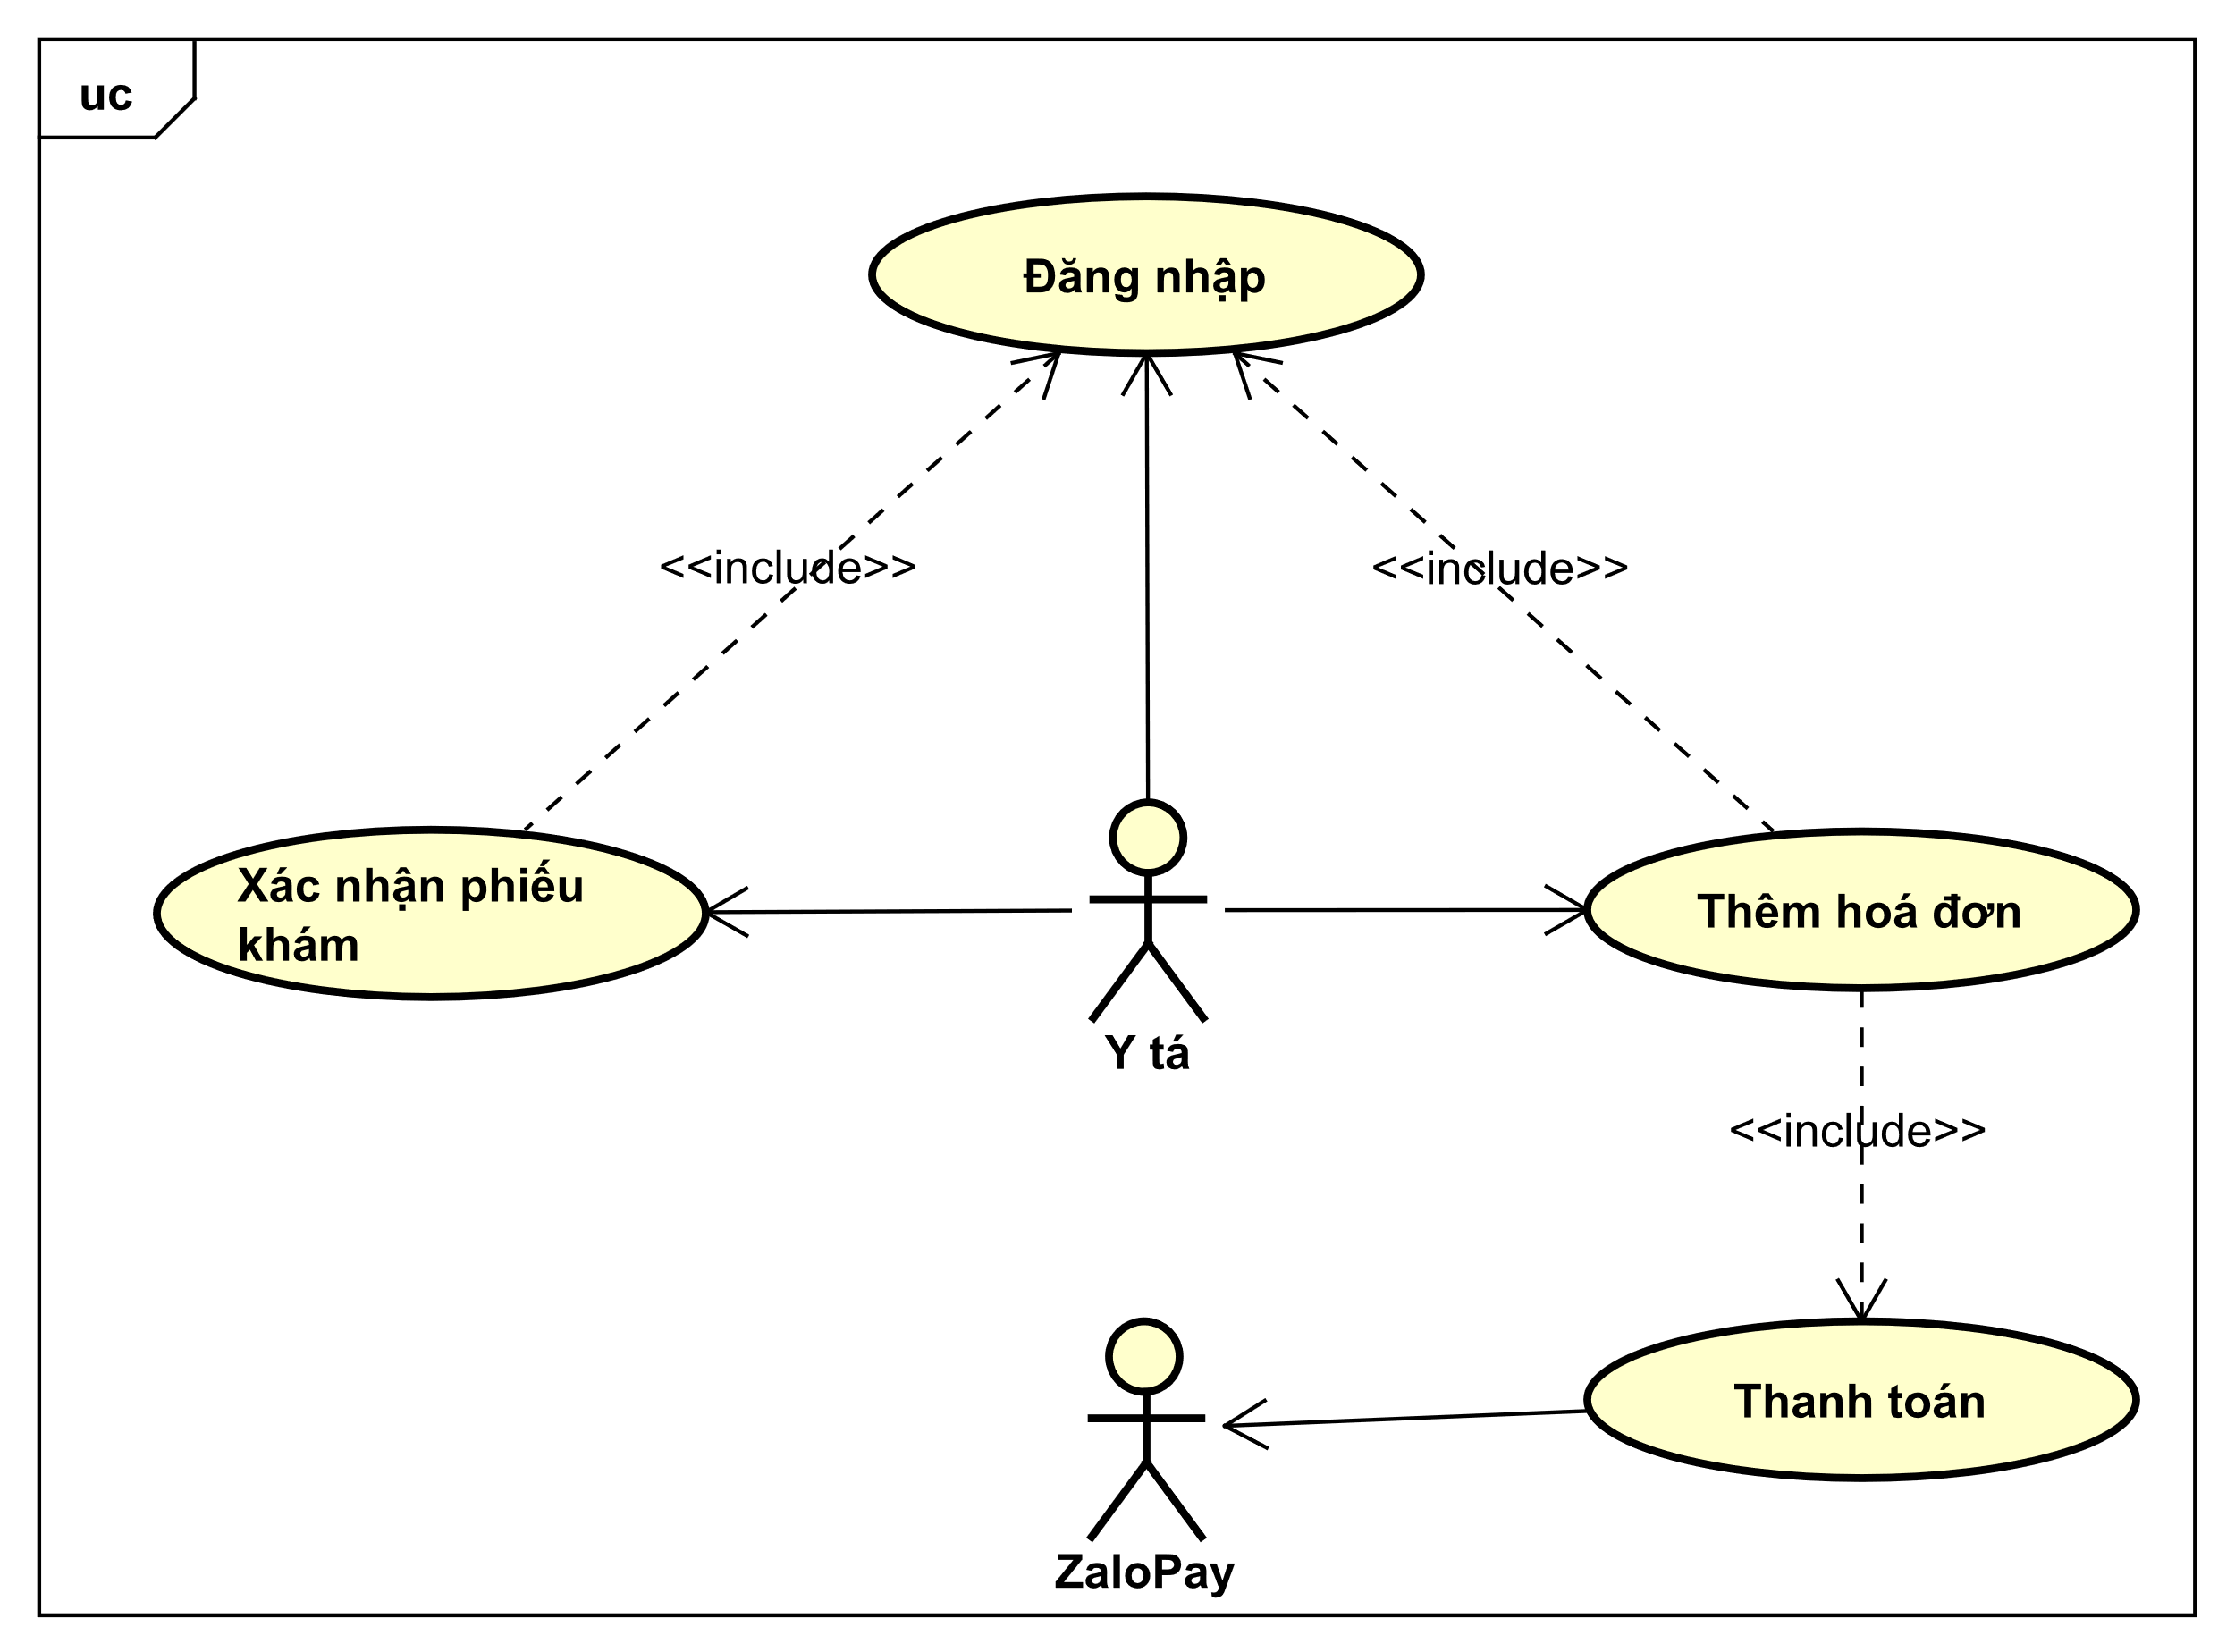 uc
Đăng nhập
<<include>>
<<include>>
Xác nhận phiếu
khám
Thêm hoá đơn
Y tá
<<include>>
Thanh toán
ZaloPay